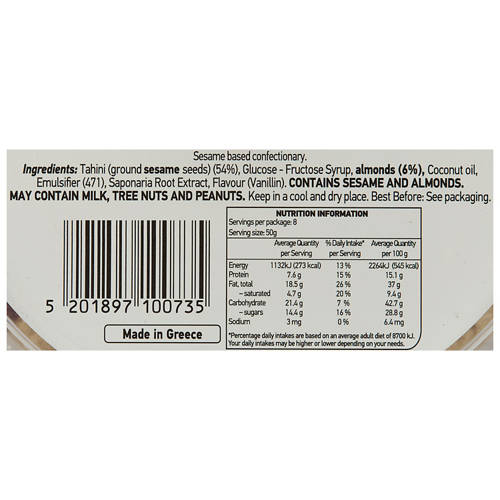 Sesame based confectionary.
Ingredients: Tahini (ground sesame seeds) (54%), Glucose - Fructose Syrup, almonds (6%), Coconut oil,
Emulsifier (471), Saponaria Root Extract, Flavour (Vanillin). CONTAINS SESAME AND ALMONDS.
MAY CONTAIN MILK, TREE NUTS AND PEANUTS. Keep in a cool and dry place. Best Before: See packaging.
5 201897 100735
Made in Greece
NUTRITION INFORMATION
Servings per package: 8
Serving size: 50g
Average Quantity % Daily Intake* Average Quantity
per Serving per Serving per 100 g
Energy 1132kJ (273 kcal) 13 % 2264kJ (545 kcal)
Protein 7.6 g 15 % 15.1 g
Fat, total 18.5 g 26 % 37 g
– saturated 4.7 g 20 % 9.4 g
Carbohydrate 21.4 g 7 % 42.7 g
– sugars 14.4 g 16 % 28.8 g
Sodium 3 mg 0 % 6.4 mg
*Percentage daily intakes are based on an average adult diet of 8700 kJ.
Your daily intakes may be higher or lower depending on your needs.